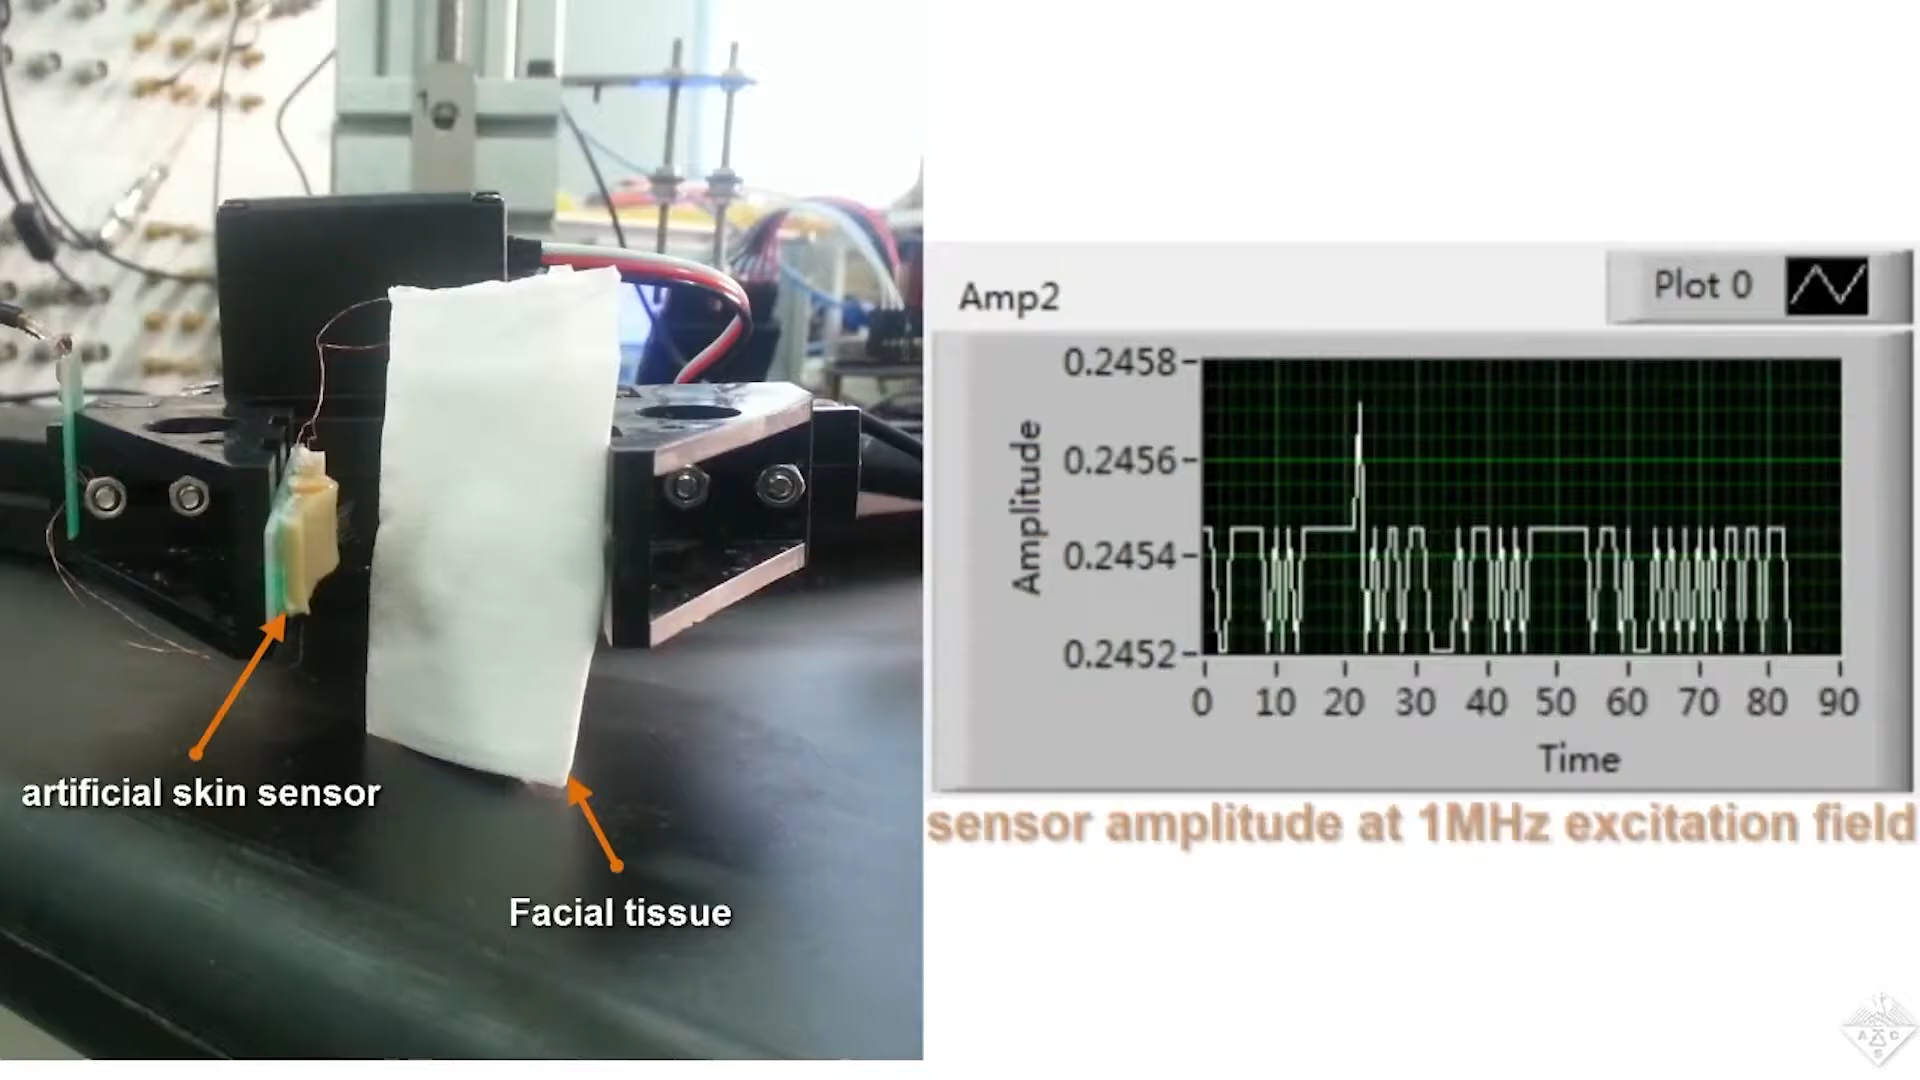 artificial skin sensor
Facial tissue
Amp2
Plot 0
Amplitude
0.2458
0.2456
0.2454
0.2452
0 10 20 30 40 50 60 70 80 90
Time
sensor amplitude at 1MHz excitation field
A C
S